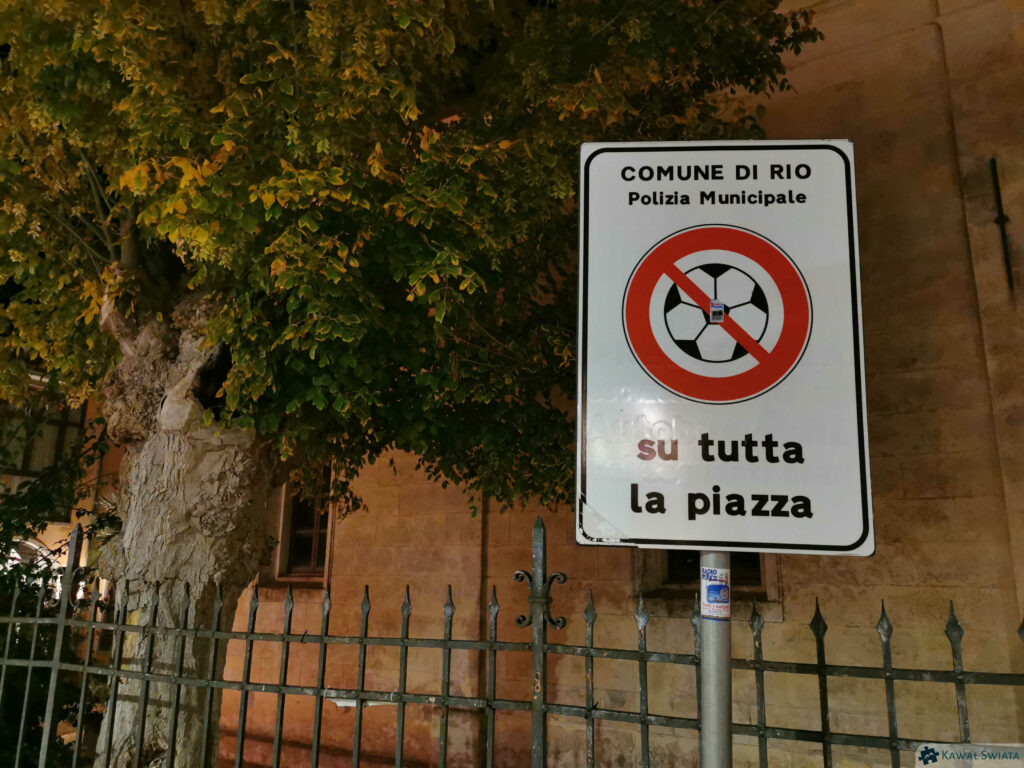 COMUNE DI RIO
Polizia Municipale
su tutta
la piazza
KAWAŁ ŚWIATA